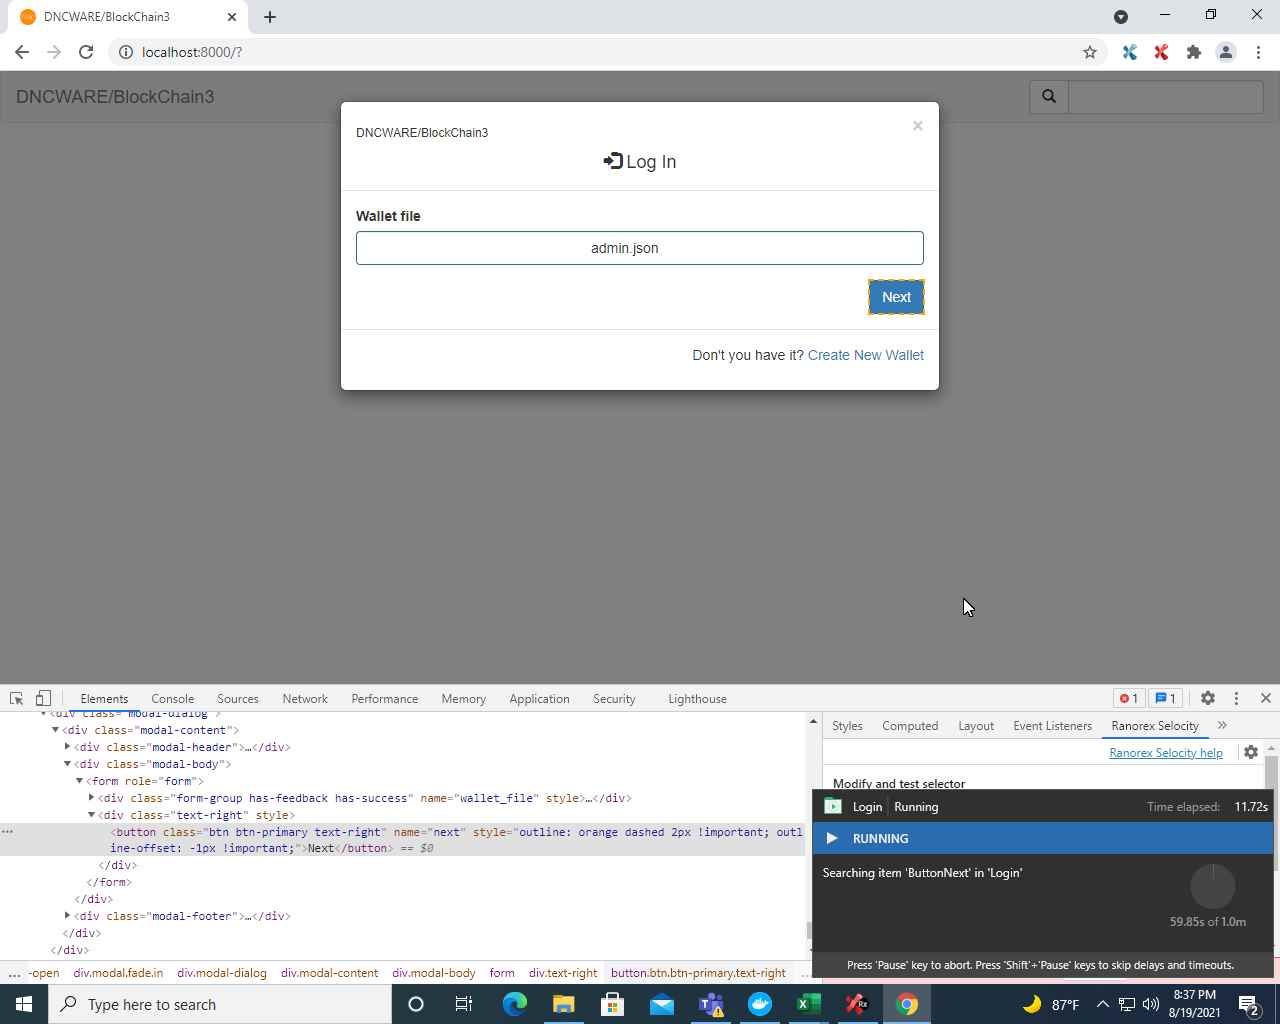 DNCWARE/BlockChain3
localhost:8000/?
DNCWARE/BlockChain3
DNCWARE/BlockChain3
×
Log In
Wallet file
admin.json
Next
Don't you have it? Create New Wallet
Elements Console Sources Network Performance Memory Application Security Lighthouse 1 1
<div class="modal-dialog">
<div class="modal-content">
<div class="modal-header">…</div>
<div class="modal-body">
<form role="form">
<div class="form-group has-feedback has-success" name="wallet_file" style>…</div>
<div class="text-right" style>
<button class="btn btn-primary text-right" name="next" style="outline: orange dashed 2px !important; outl
ine-offset: -1px !important;">Next</button> == $0
</div>
</form>
</div>
<div class="modal-footer">…</div>
</div>
</div>
... -open div.modal.fade.in div.modal-dialog div.modal-content div.modal-body form div.text-right button.btn.btn-primary.text-right ...
Styles Computed Layout Event Listeners Ranorex Selocity »
Ranorex Selocity help
Modify and test selector
Login Running Time elapsed: 11.72s
RUNNING
Searching item 'ButtonNext' in 'Login'
59.85s of 1.0m
Press 'Pause' key to abort. Press 'Shift'+'Pause' keys to skip delays and timeouts.
Type here to search
87°F
8:37 PM
8/19/2021
2